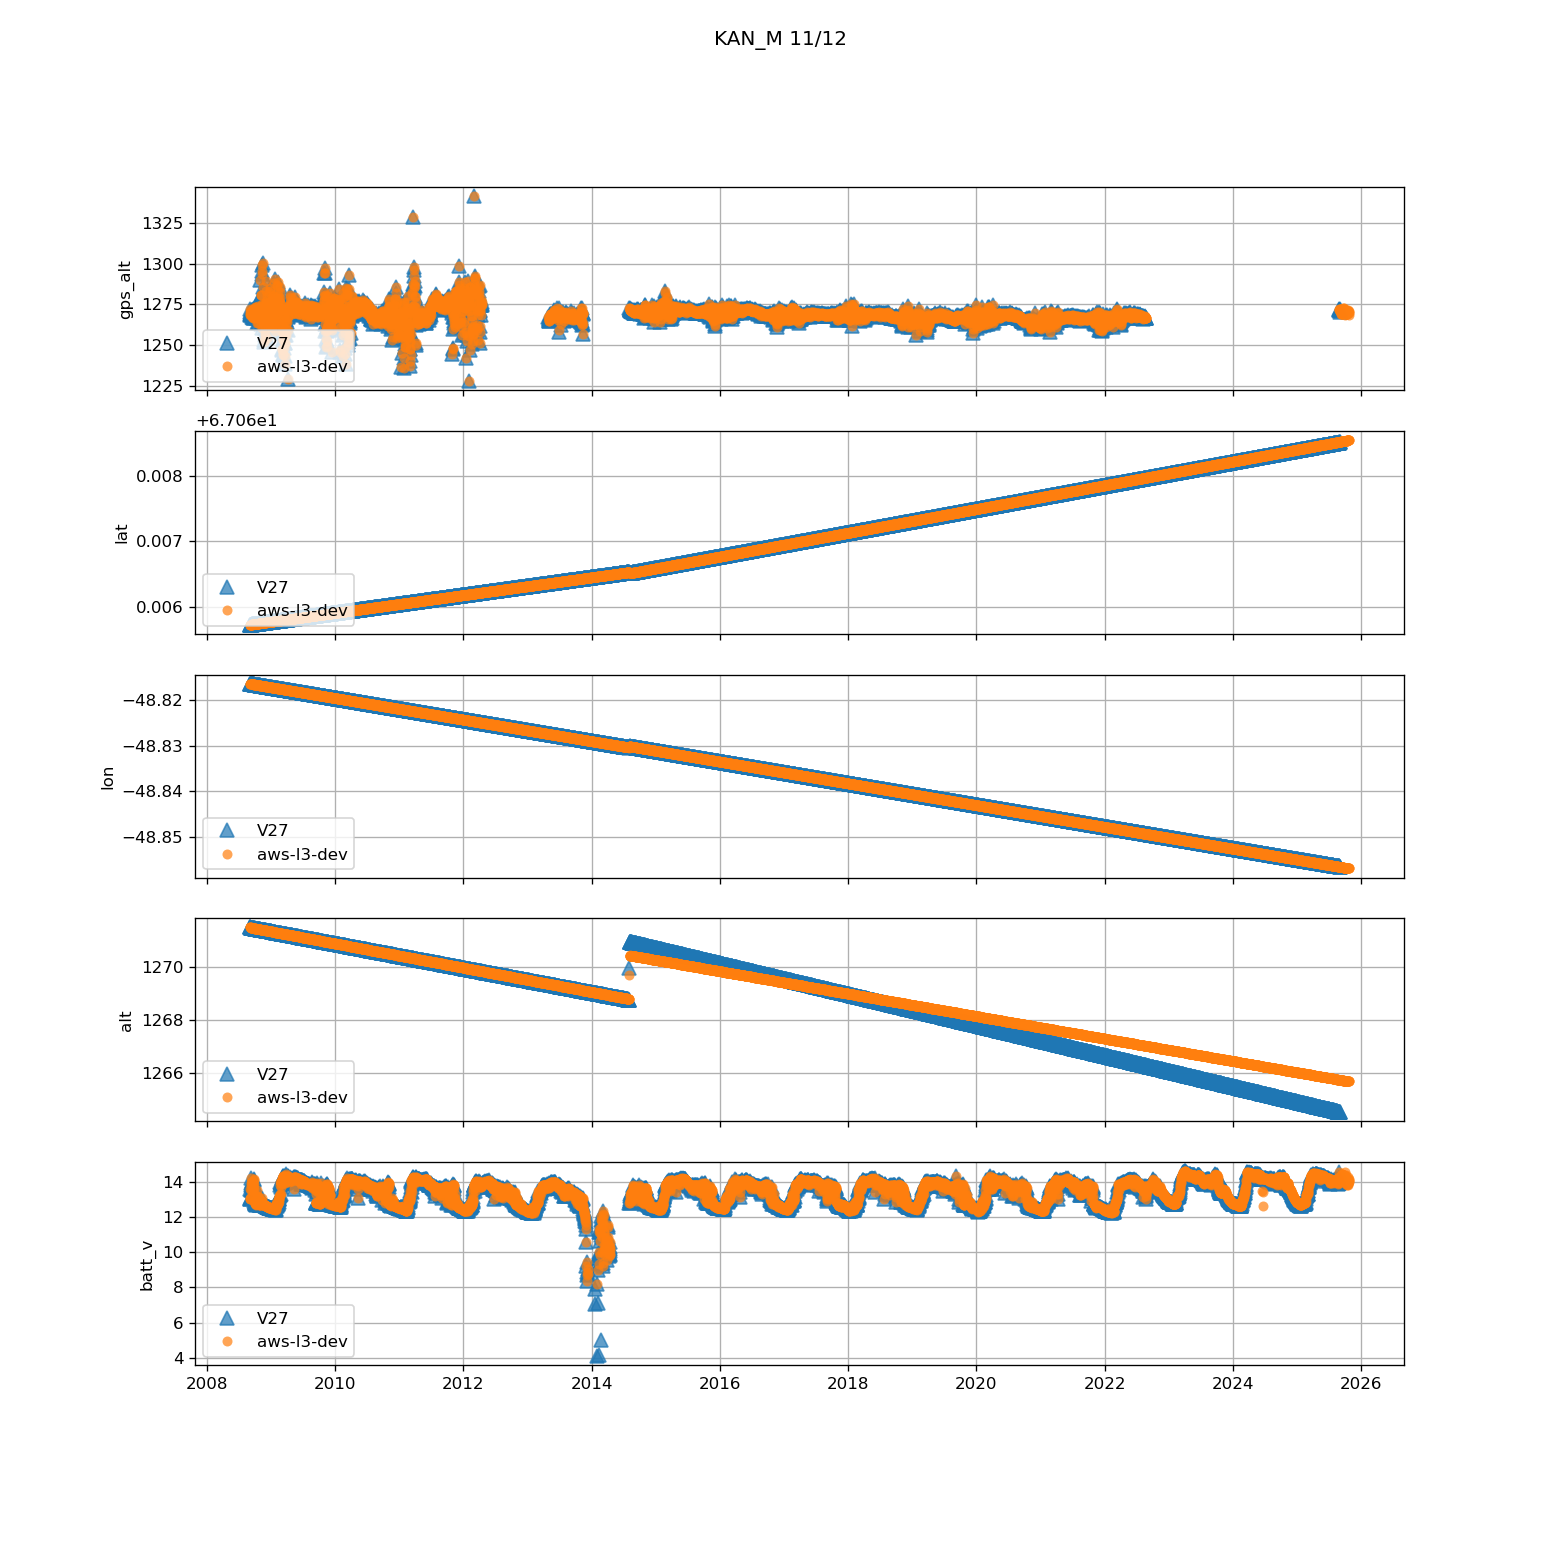 KAN_M 11/12
1325
1300
1275
1250
1225
gps_alt
V27
aws-l3-dev
+6.706e1
0.008
0.007
0.006
lat
V27
aws-l3-dev
−48.82
−48.83
−48.84
−48.85
lon
V27
aws-l3-dev
1270
1268
1266
alt
V27
aws-l3-dev
14
12
10
8
6
4
batt_v
V27
aws-l3-dev
2008 2010 2012 2014 2016 2018 2020 2022 2024 2026